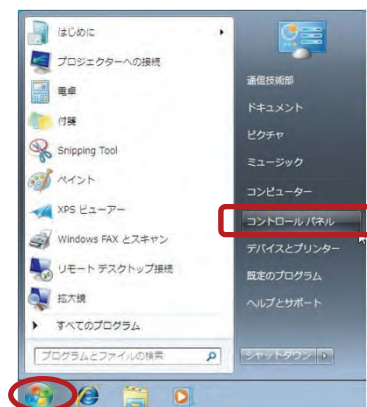 はじめに
プロジェクターへの接続
電卓
付箋
Snipping Tool
ペイント
XPS ビューアー
Windows FAX とスキャン
リモート デスクトップ接続
拡大鏡
すべてのプログラム
プログラムとファイルの検索
通信技術部
ドキュメント
ピクチャ
ミュージック
コンピューター
コントロール パネル
デバイスとプリンター
既定のプログラム
ヘルプとサポート
シャットダウン